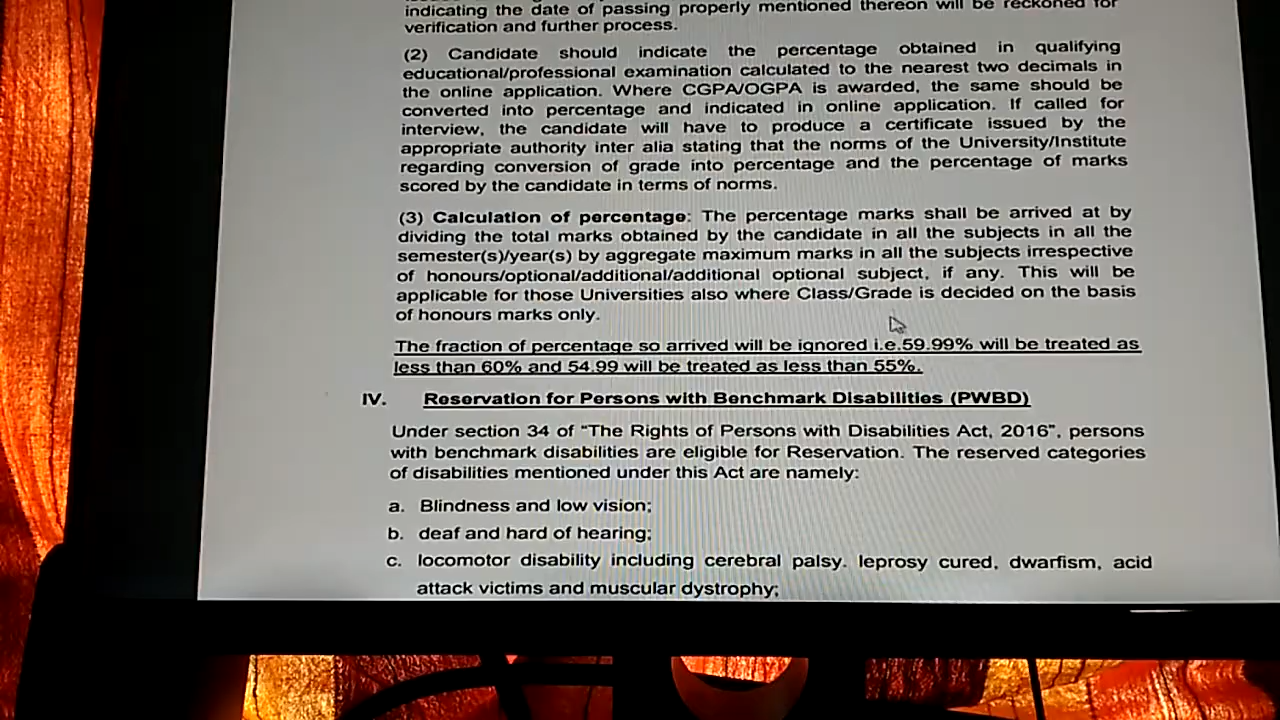 indicating the date of passing properly mentioned thereon will be reckoned for
verification and further process.
(2) Candidate should indicate the percentage obtained in qualifying
educational/professional examination calculated to the nearest two decimals in
the online application. Where CGPA/OGPA is awarded, the same should be
converted into percentage and indicated in online application. If called for
interview, the candidate will have to produce a certificate issued by the
appropriate authority inter alia stating that the norms of the University/Institute
regarding conversion of grade into percentage and the percentage of marks
scored by the candidate in terms of norms.
(3) Calculation of percentage: The percentage marks shall be arrived at by
dividing the total marks obtained by the candidate in all the subjects in all the
semester(s)/year(s) by aggregate maximum marks in all the subjects irrespective
of honours/optional/additional/additional optional subject, if any. This will be
applicable for those Universities also where Class/Grade is decided on the basis
of honours marks only.
The fraction of percentage so arrived will be ignored i.e.59.99% will be treated as
less than 60% and 54.99 will be treated as less than 55%.
IV. Reservation for Persons with Benchmark Disabilities (PWBD)
Under section 34 of "The Rights of Persons with Disabilities Act, 2016", persons
with benchmark disabilities are eligible for Reservation. The reserved categories
of disabilities mentioned under this Act are namely:
a. Blindness and low vision;
b. deaf and hard of hearing;
c. locomotor disability including cerebral palsy. leprosy cured, dwarfism, acid
attack victims and muscular dystrophy;